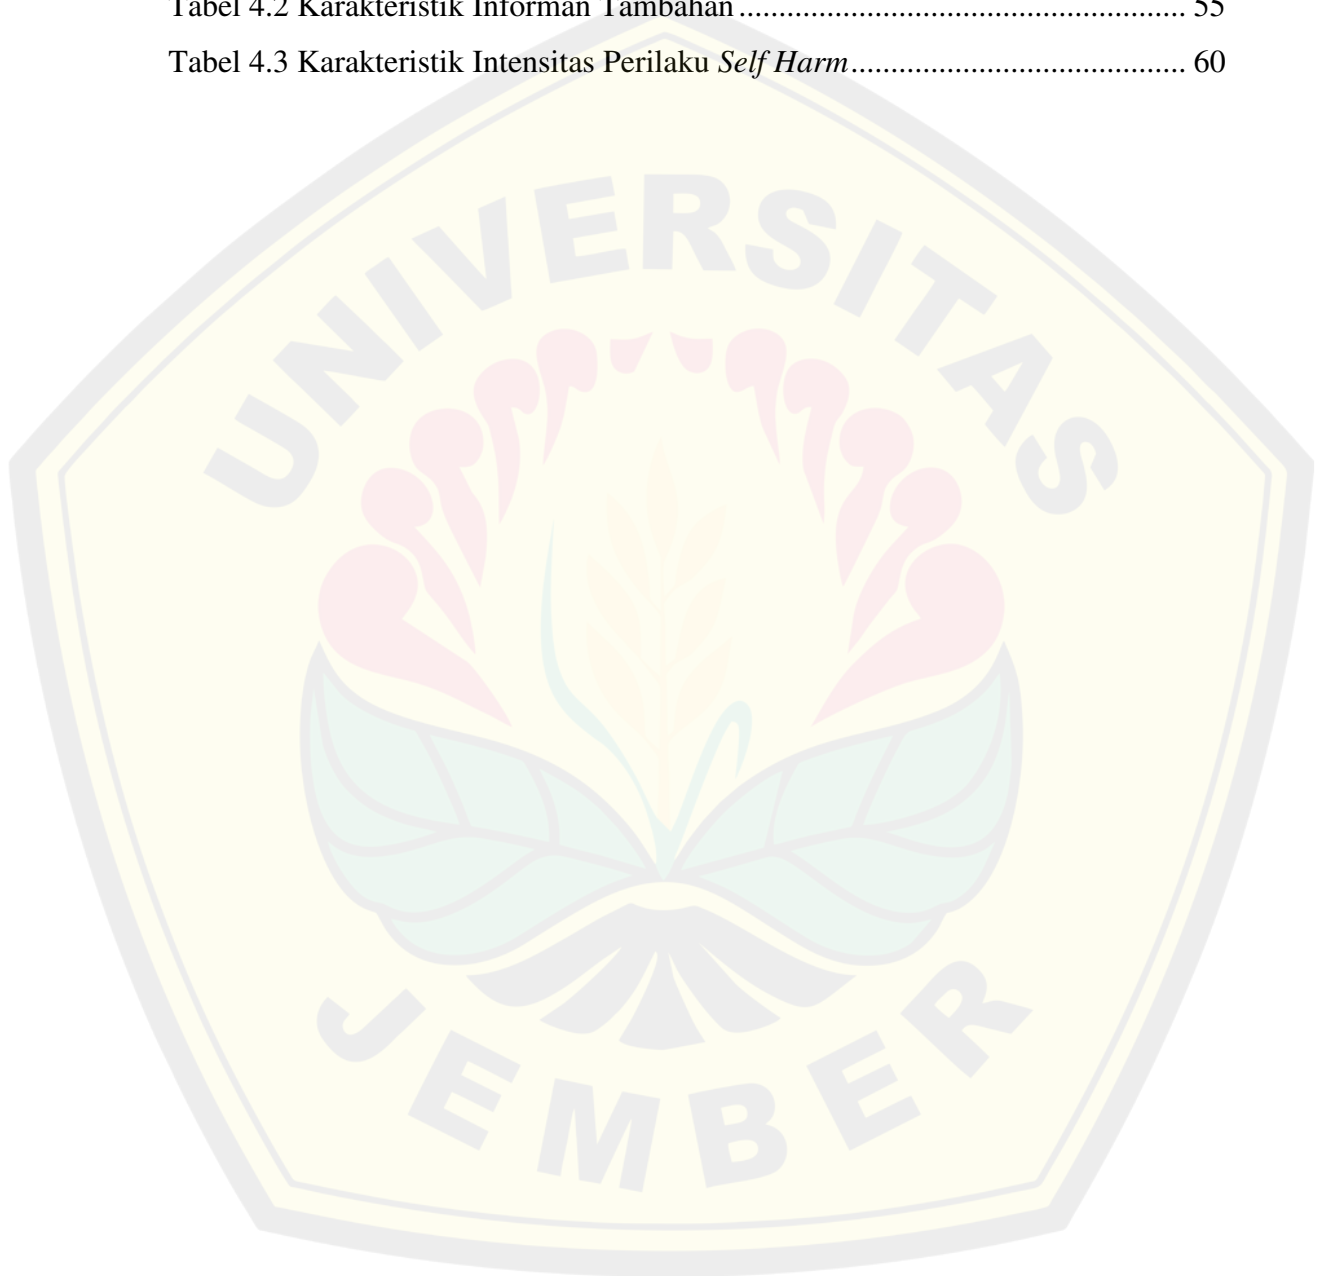 Tabel 4.2 Karakteristik Informan Tambahan......................................................... 55
Tabel 4.3 Karakteristik Intensitas Perilaku Self Harm........................................... 60
UNIVERSITAS
JEMBER